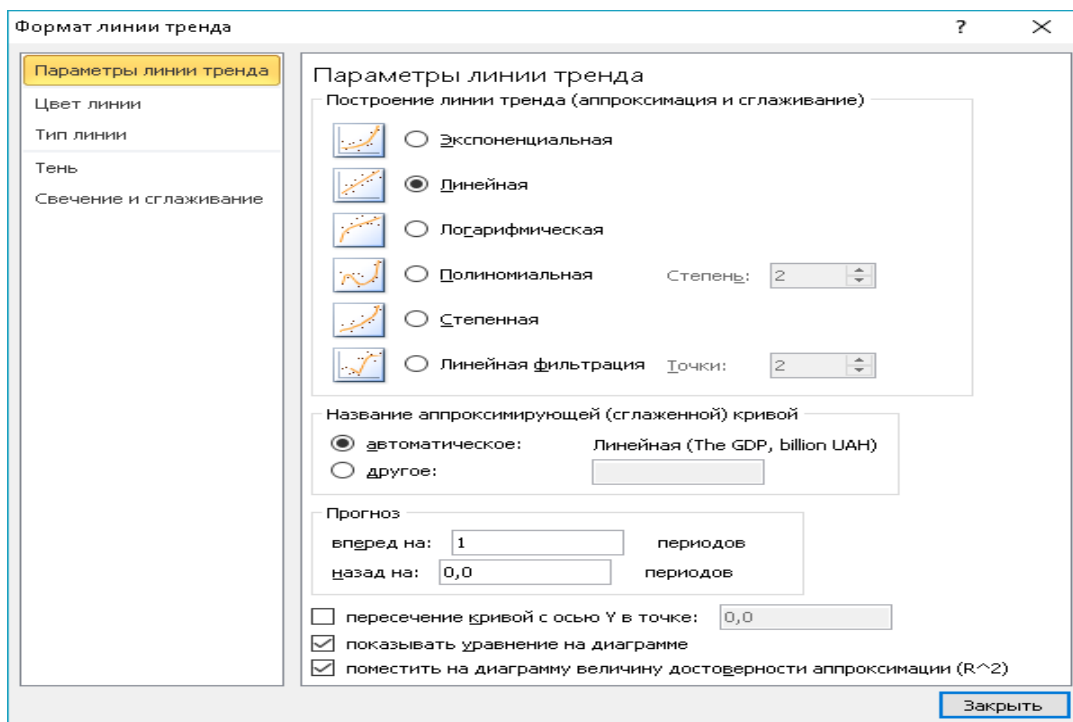 Формат линии тренда
?
Параметры линии тренда
Цвет линии
Тип линии
Тень
Свечение и сглаживание
Параметры линии тренда
Построение линии тренда (аппроксимация и сглаживание)
Экспоненциальная
Линейная
Логарифмическая
Полиномиальная Степень: 2
Степенная
Линейная фильтрация Точки: 2
Название аппроксимирующей (сглаженной) кривой
автоматическое: Линейная (The GDP, billion UAH)
другое:
Прогноз
вперед на: 1 периодов
назад на: 0,0 периодов
пересечение кривой с осью Y в точке: 0,0
показывать уравнение на диаграмме
поместить на диаграмму величину достоверности аппроксимации (R^2)
Закрыть